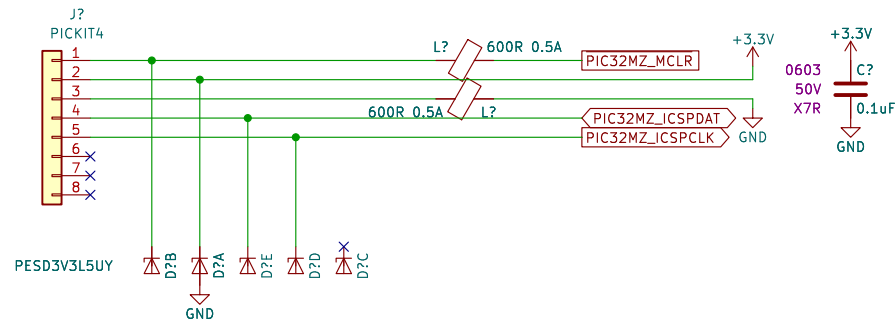 J?
PICKIT4
1
2
3
4
5
6
7
8
L?
600R 0.5A
PIC32MZ_MCLR
+3.3V
600R 0.5A
L?
PIC32MZ_ICSPDAT
PIC32MZ_ICSPCLK
GND
+3.3V
0603
50V
X7R
C?
0.1uF
GND
PESD3V3L5UY
D?B
D?A
D?E
D?D
D?C
GND